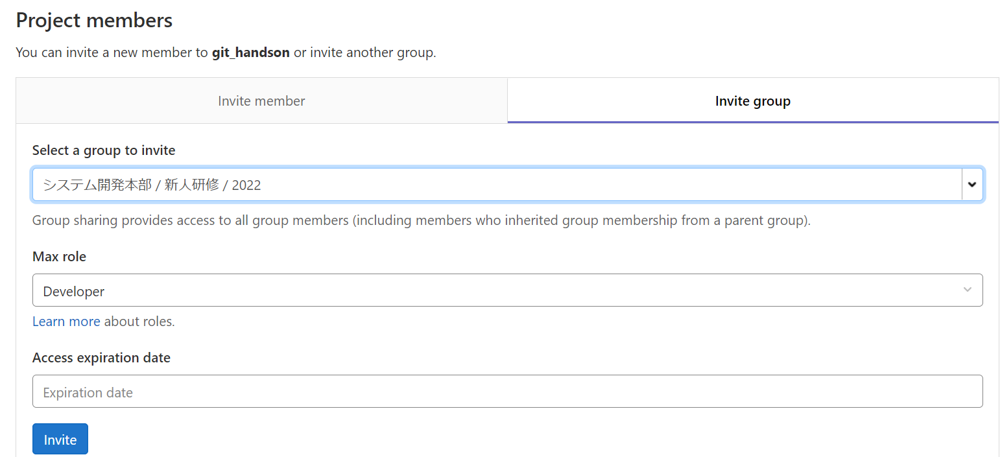 Project members
You can invite a new member to git_handson or invite another group.
Invite member
Invite group
Select a group to invite
システム開発本部 / 新人研修 / 2022
Group sharing provides access to all group members (including members who inherited group membership from a parent group).
Max role
Developer
Learn more about roles.
Access expiration date
Expiration date
Invite